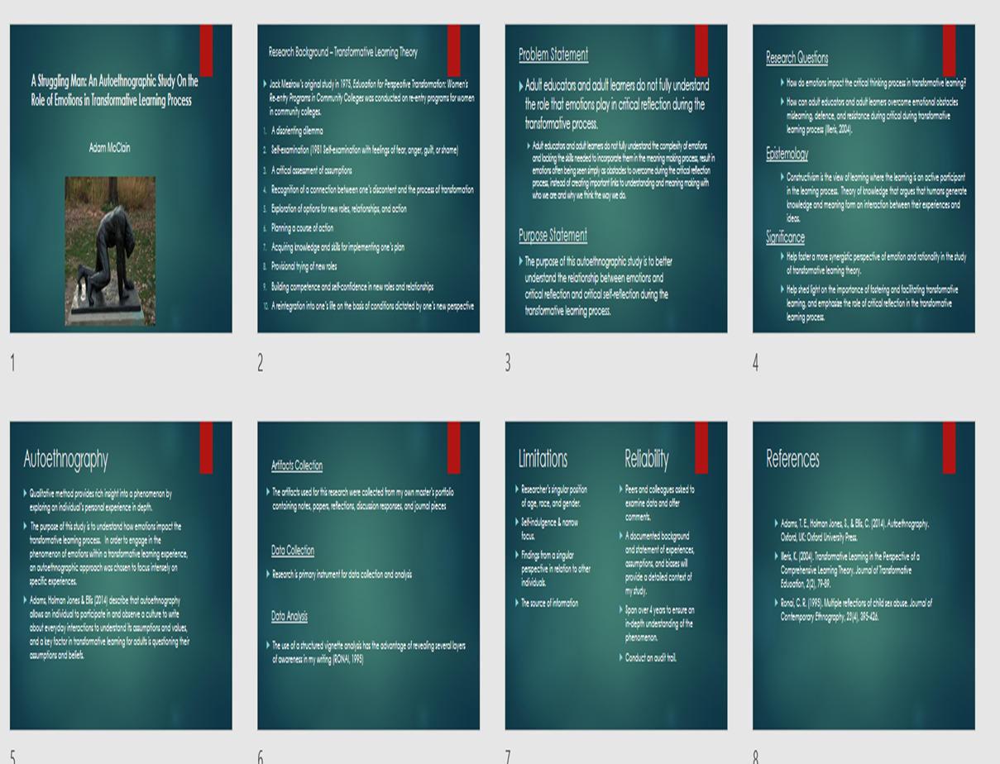 A Struggling Man: An Autoethnographic Study On the
Role of Emotions in Transformative Learning Process
Adam McClain
1
Research Background – Transformative Learning Theory
Jack Mezirow's original study in 1975, Education for Perspective Transformation: Women's
Re-entry Programs in Community Colleges was conducted on re-entry programs for women
in community colleges.
1. A disorienting dilemma
2. Self-examination (1981 Self-examination with feelings of fear, anger, guilt, or shame)
3. A critical assessment of assumptions
4. Recognition of a connection between one's discontent and the process of transformation
5. Exploration of options for new roles, relationships, and action
6. Planning a course of action
7. Acquiring knowledge and skills for implementing one's plan
8. Provisional trying of new roles
9. Building competence and self-confidence in new roles and relationships
10. A reintegration into one's life on the basis of conditions dictated by one's new perspective
2
Problem Statement
Adult educators and adult learners do not fully understand
the role that emotions play in critical reflection during the
transformative process.
Adult educators and adult learners do not fully understand the complexity of emotions
and lacking the skills needed to incorporate them in the meaning making process, result in
emotions often being seen simply as obstacles to overcome during the critical reflection
process, instead of creating important links to understanding and meaning making with
who we are and why we think the way we do.
Purpose Statement
The purpose of this autoethnographic study is to better
understand the relationship between emotions and
critical reflection and critical self-reflection during the
transformative learning process.
3
Research Questions
How do emotions impact the critical thinking process in transformative learning?
How can adult educators and adult learners overcome emotional obstacles
mislearning, defence, and resistance during critical during transformative
learning process (Illeris, 2004).
Epistemology
Constructivism is the view of learning where the learning is an active participant
in the learning process. Theory of knowledge that argues that humans generate
knowledge and meaning form an interaction between their experiences and
ideas.
Significance
Help foster a more synergistic perspective of emotion and rationality in the study
of transformative learning theory.
Help shed light on the importance of fostering and facilitating transformative
learning, and emphasize the role of critical reflection in the transformative
learning process.
4
Autoethnography
Qualitative method provides rich insight into a phenomenon by
exploring an individual's personal experience in depth.
The purpose of this study is to understand how emotions impact the
transformative learning process. In order to engage in the
phenomenon of emotions within a transformative learning experience,
an autoethnographic approach was chosen to focus intensely on
specific experiences.
Adams, Holman Jones & Ellis (2014) describe that autoethnography
allows an individual to participate in and observe a culture to write
about everyday interactions to understand its assumptions and values,
and a key factor in transformative learning for adults is questioning their
assumptions and beliefs.
5
Artifacts Collection
The artifacts used for this research were collected from my own master's portfolio
containing notes, papers, reflections, discussion responses, and journal pieces
Data Collection
Research is primary instrument for data collection and analysis
Data Analysis
The use of a structured vignette analysis has the advantage of revealing several layers
of awareness in my writing (RONAI, 1995)
6
Limitations
Researcher's singular position
of age, race, and gender.
Self-indulgence & narrow
focus.
Findings from a singular
perspective in relation to other
individuals.
The source of information
Reliability
Peers and colleagues asked to
examine data and offer
comments.
A documented background
and statement of experiences,
assumptions, and biases will
provide a detailed context of
my study.
Span over 4 years to ensure an
in-depth understanding of the
phenomenon.
Conduct an audit trail.
7
References
Adams, T. E., Holman Jones, S., & Ellis, C. (2014). Autoethnography.
Oxford, UK: Oxford University Press.
Illeris, K. (2004). Transformative Learning in the Perspective of a
Comprehensive Learning Theory. Journal of Transformative
Education, 2(2), 79-89.
Ronai, C. R. (1995). Multiple reflections of child sex abuse. Journal of
Contemporary Ethnography, 23(4), 395-426.
8